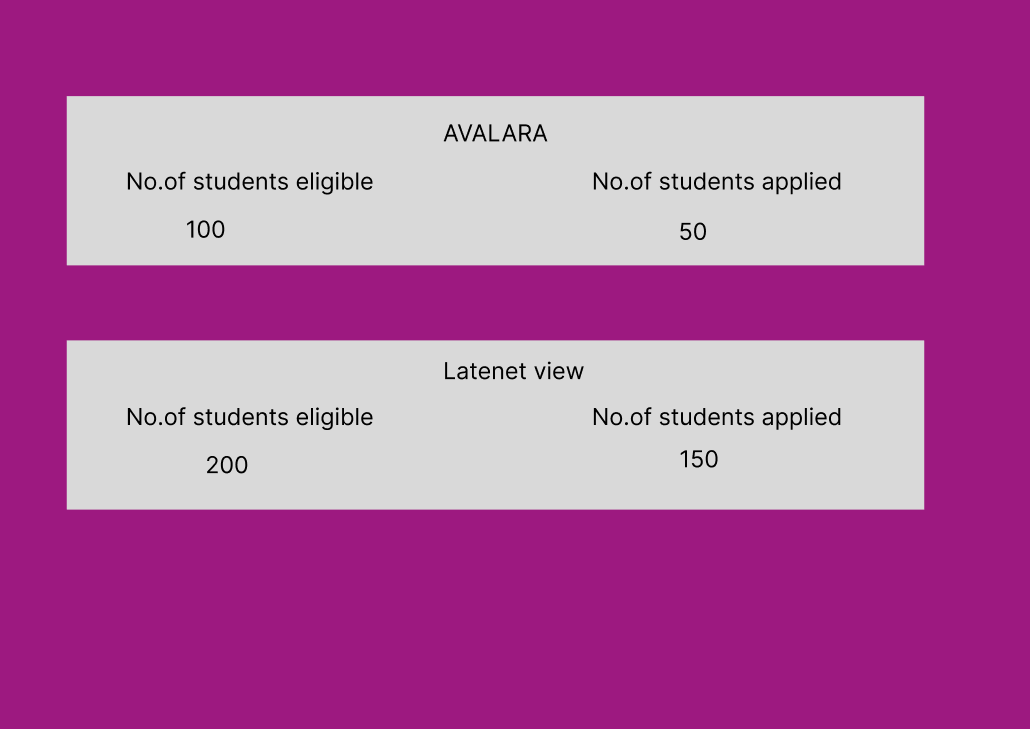 AVALARA
No.of students eligible No.of students applied
100 50
Latenet view
No.of students eligible No.of students applied
200 150